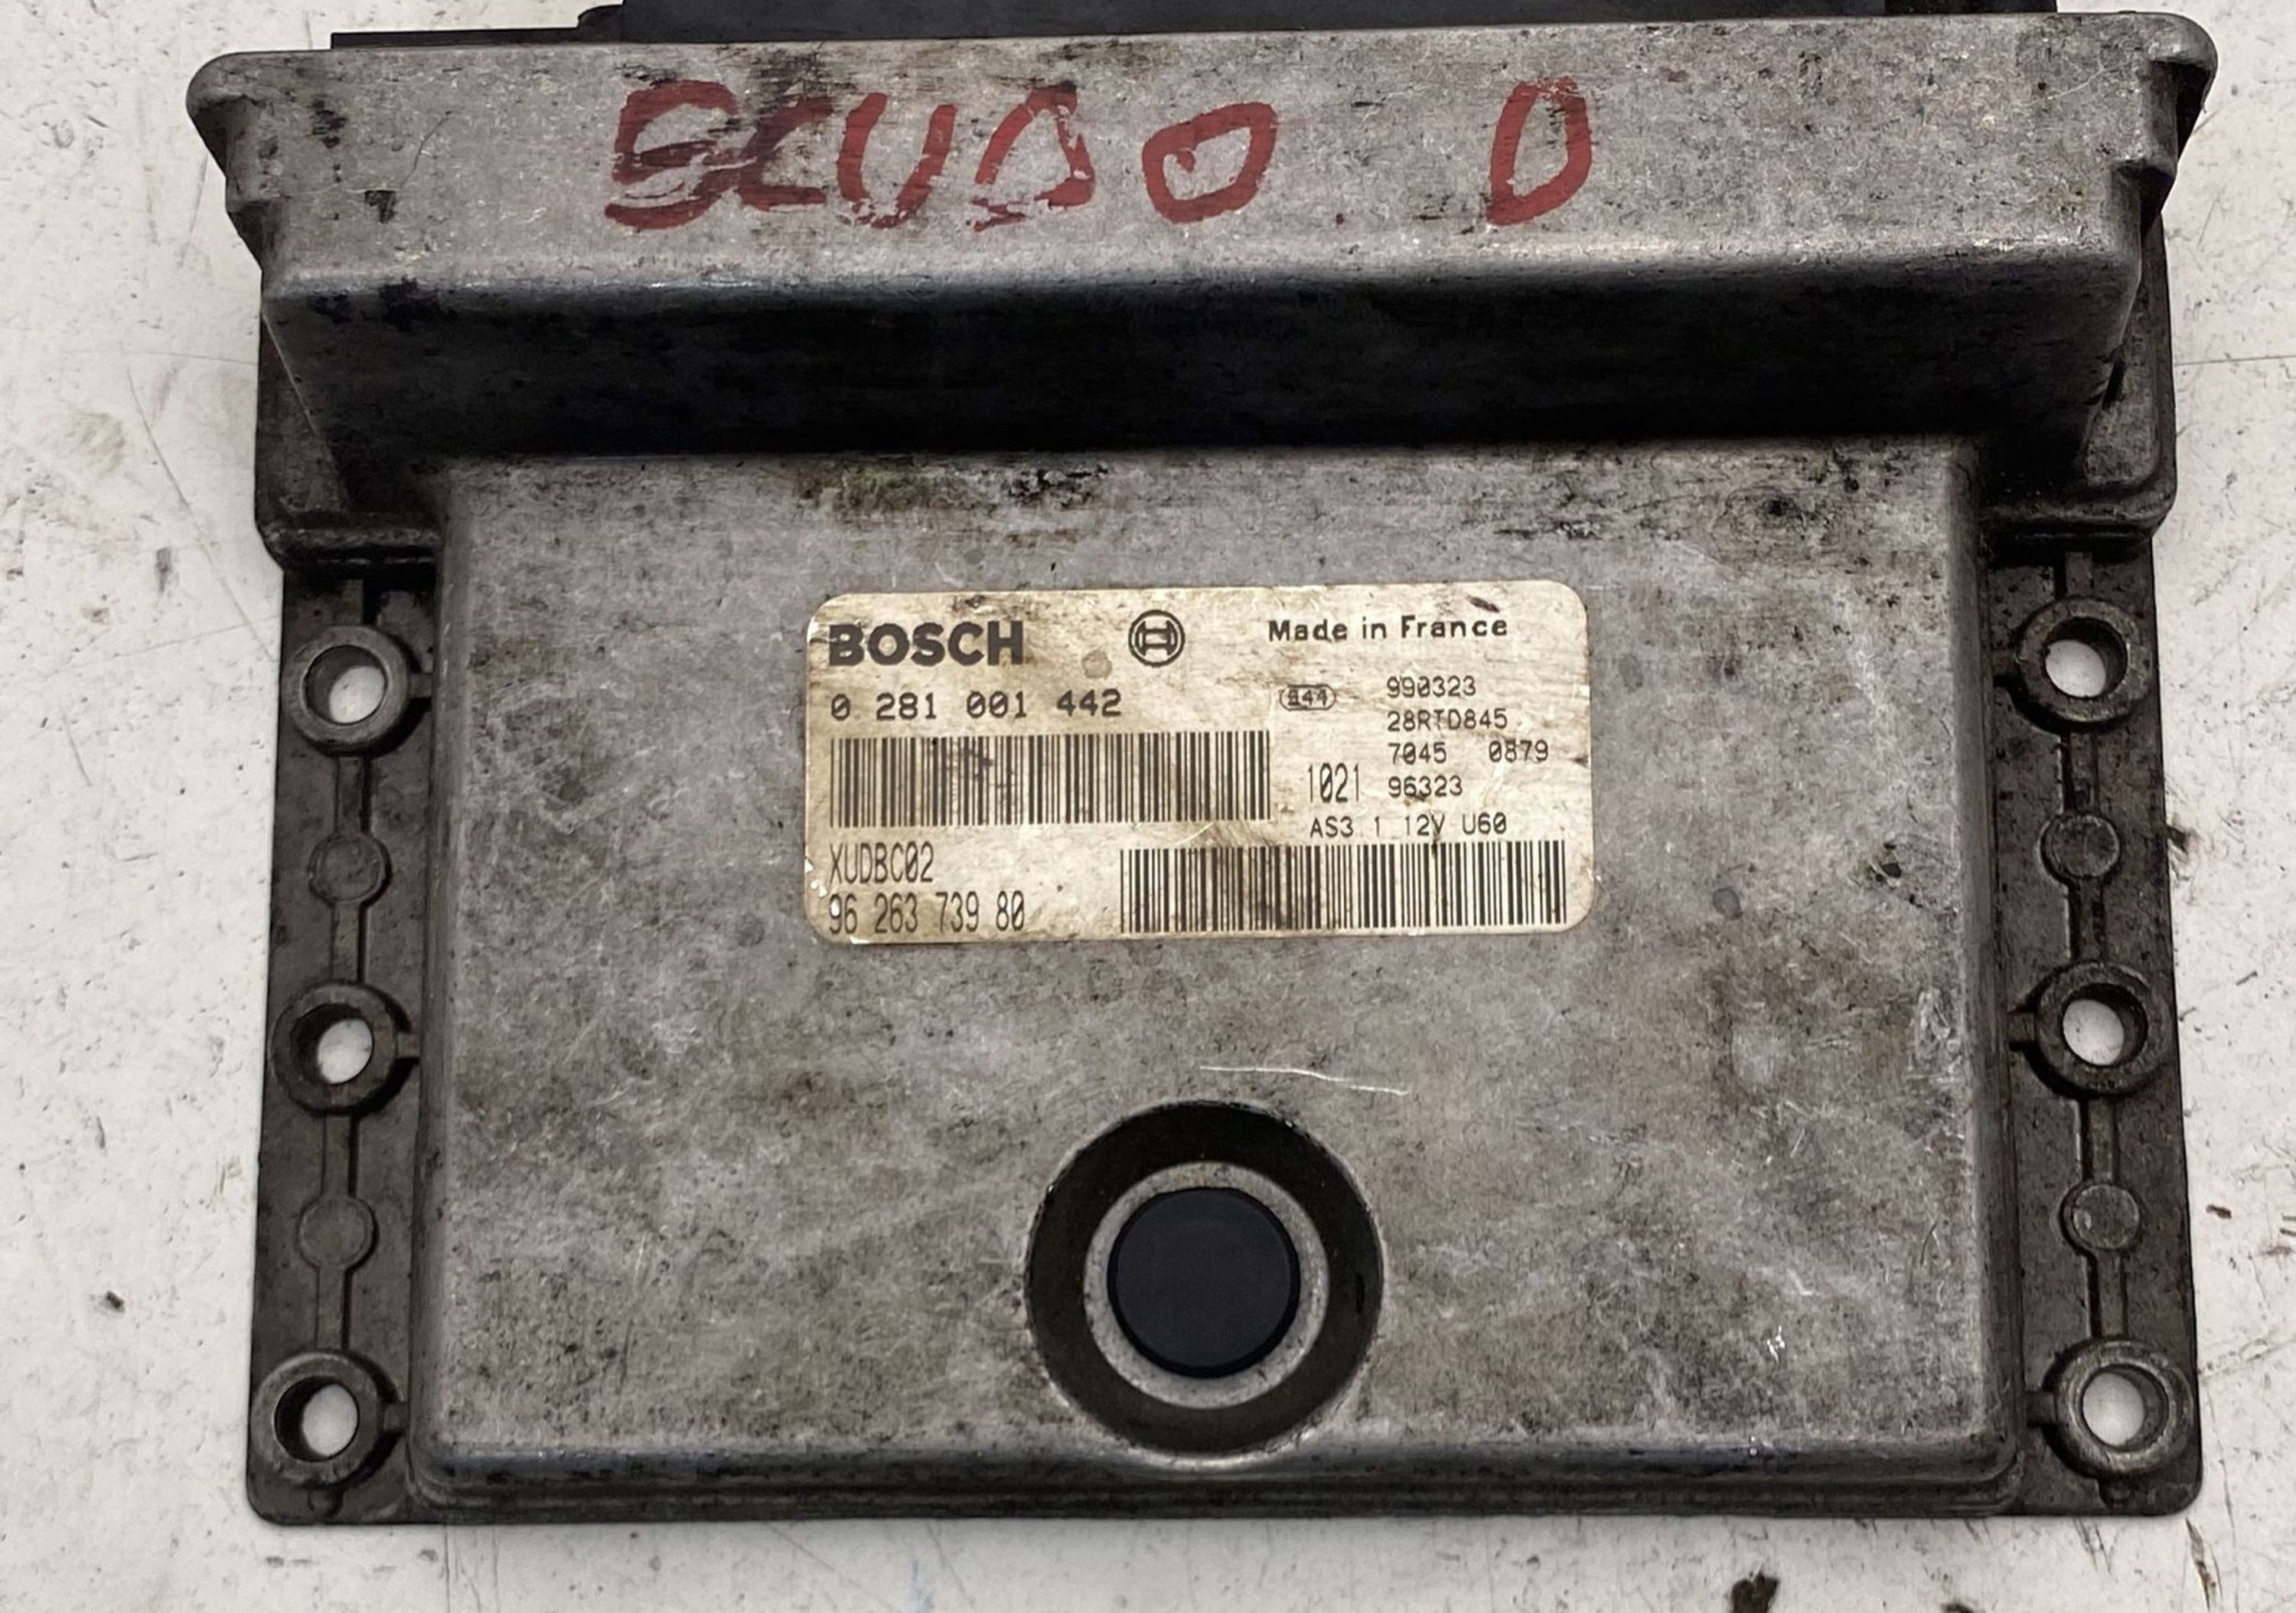 SCUDO D
BOSCH Made in France
0 281 001 442
990323
28RTD845
7045 0879
1021 96323
AS3.1 12V U60
XUDBC02
96 263 739 80